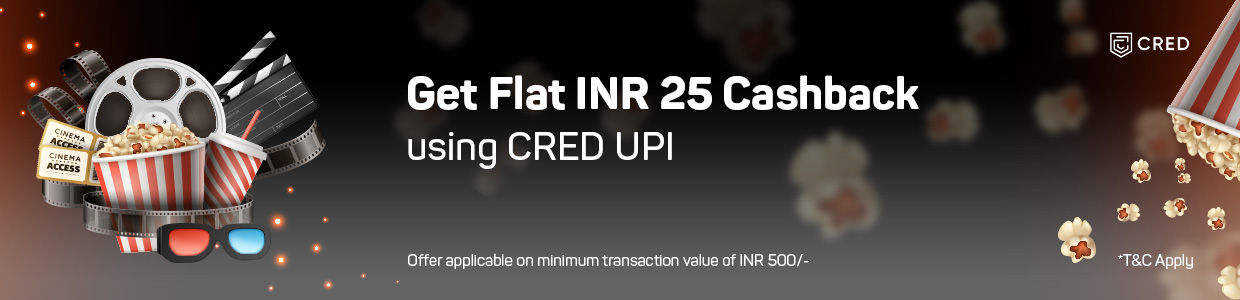 CRED
Get Flat INR 25 Cashback
using CRED UPI
CINEMA
ACCESS
CINEMA
ACCESS
Offer applicable on minimum transaction value of INR 500/-
*T&C Apply